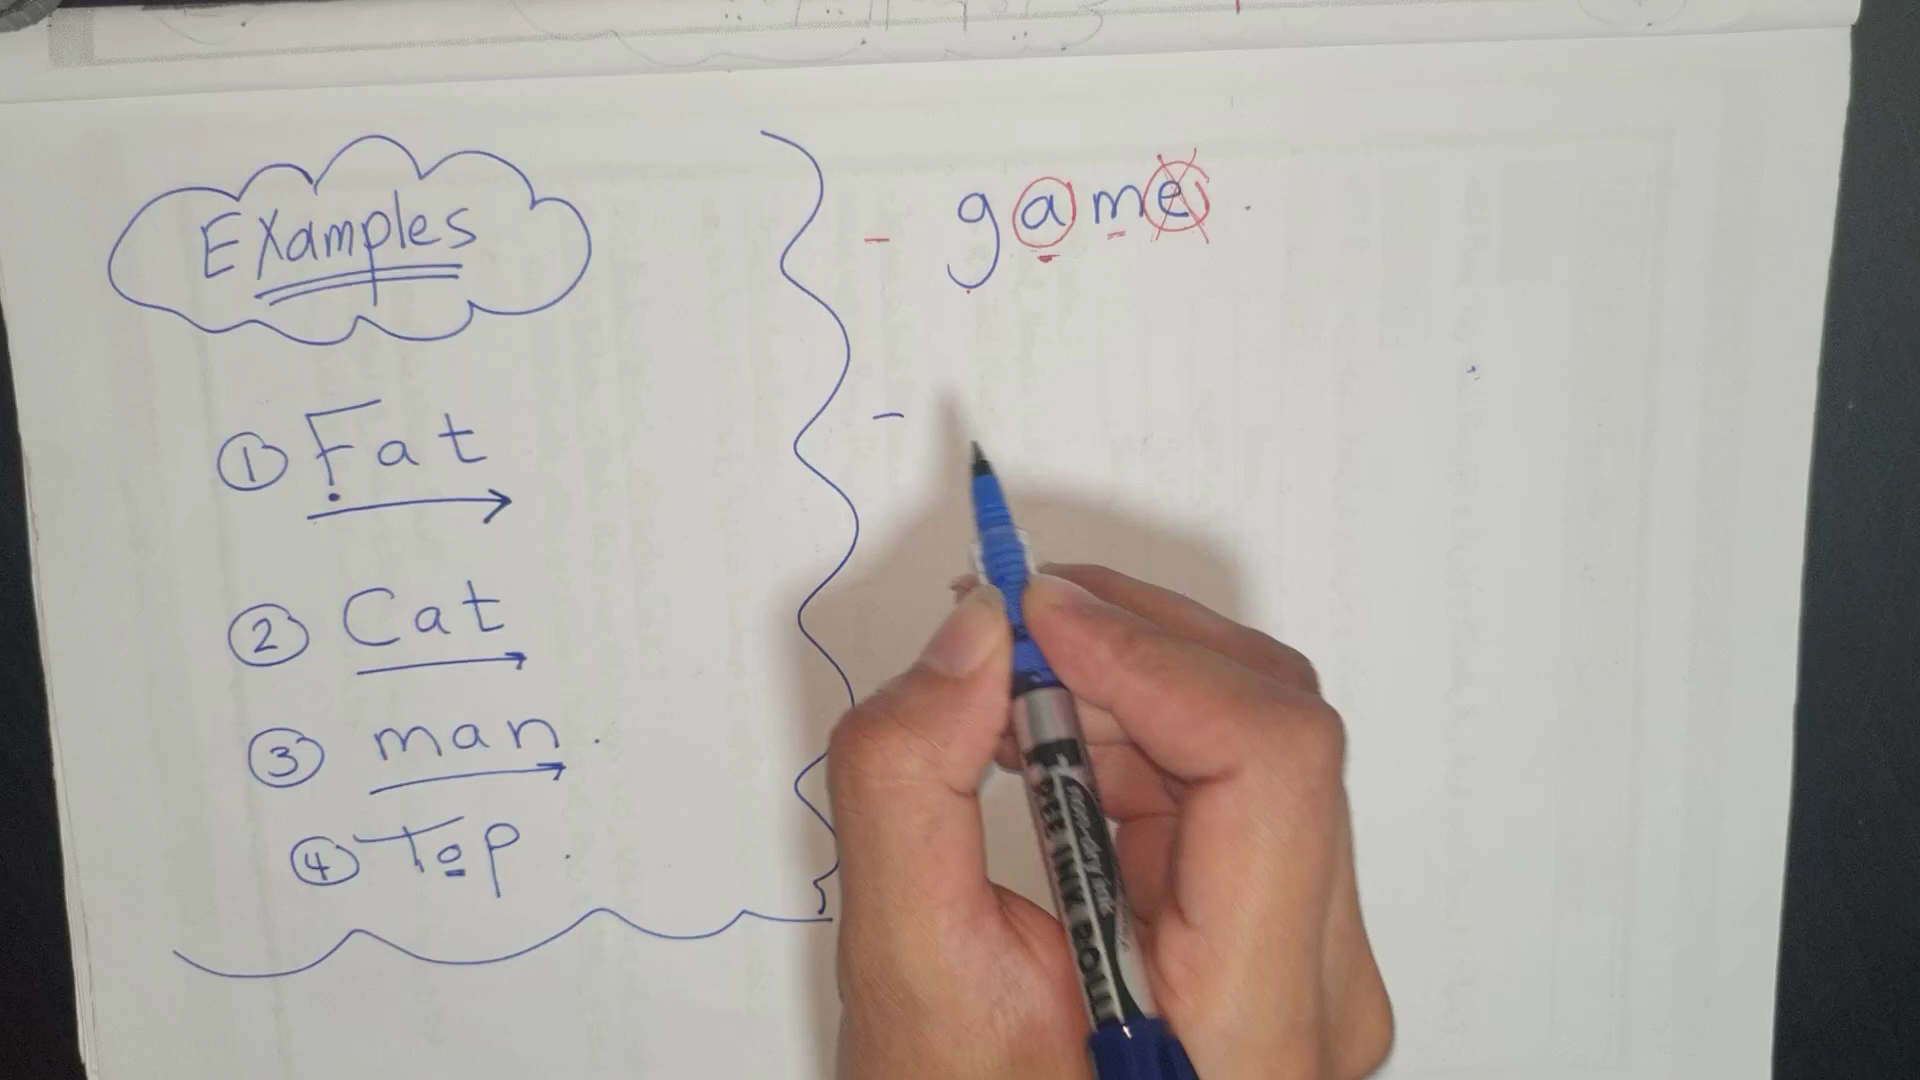 Examples
① Fat
② Cat
③ man.
④ Top.
- game.
-